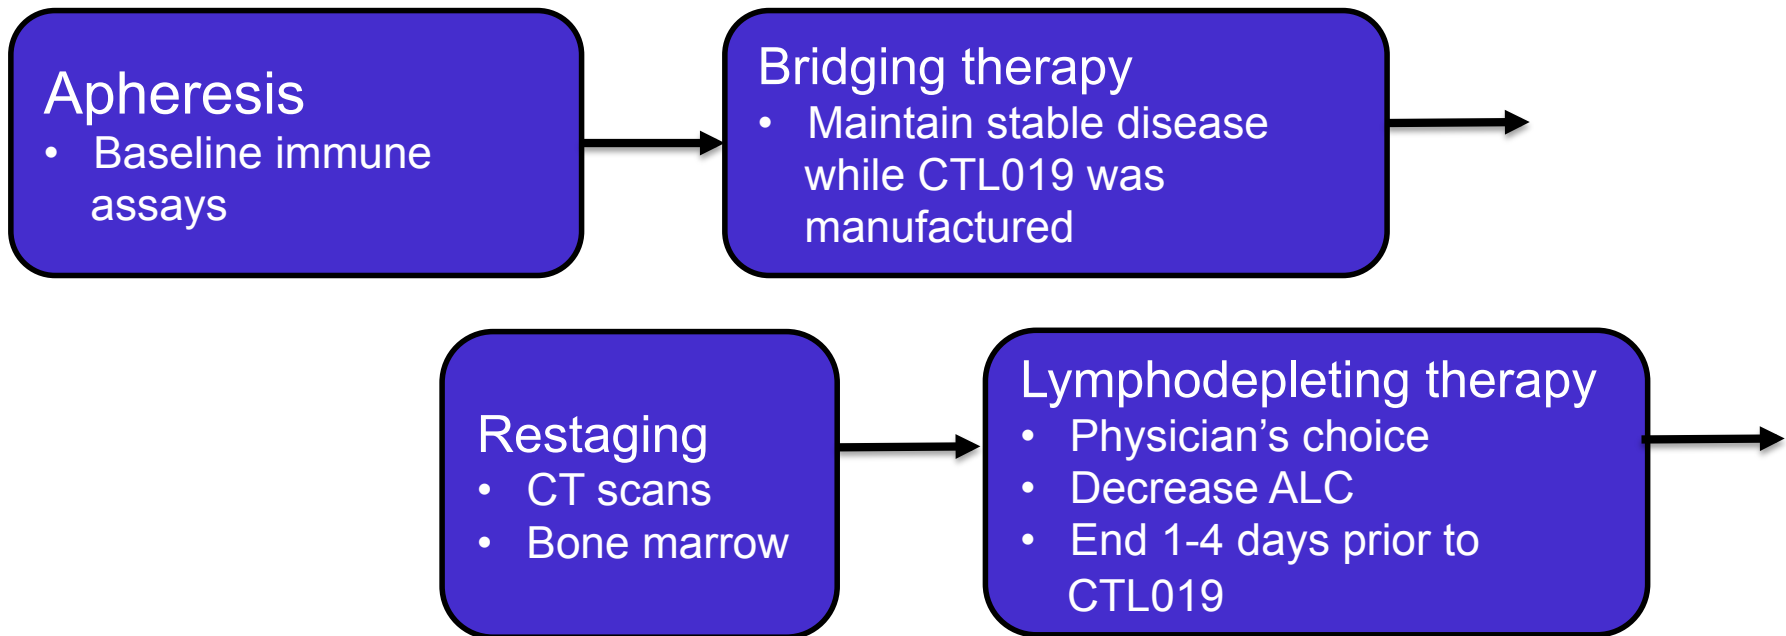 Apheresis
• Baseline immune
assays
Bridging therapy
• Maintain stable disease
while CTL019 was
manufactured
Restaging
• CT scans
• Bone marrow
Lymphodepleting therapy
• Physician’s choice
• Decrease ALC
• End 1-4 days prior to
CTL019